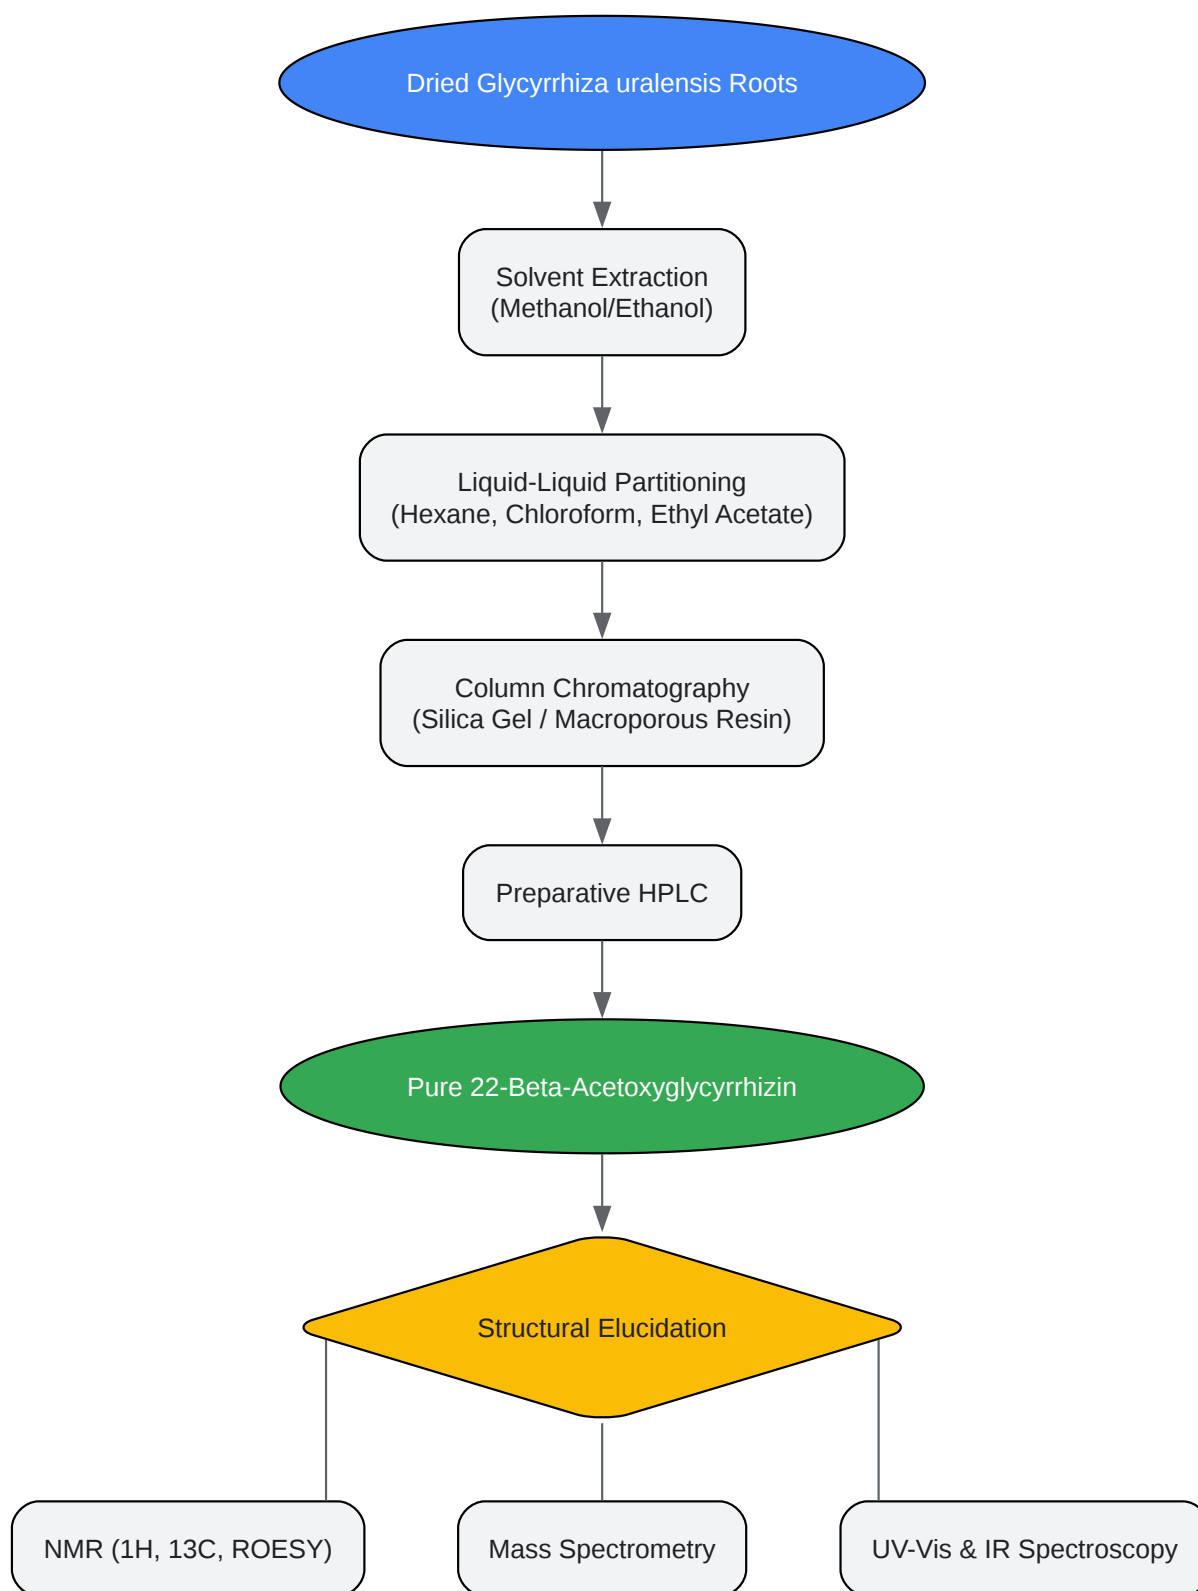 Dried Glycyrrhiza uralensis Roots
Solvent Extraction
(Methanol/Ethanol)
Liquid-Liquid Partitioning
(Hexane, Chloroform, Ethyl Acetate)
Column Chromatography
(Silica Gel / Macroporous Resin)
Preparative HPLC
Pure 22-Beta-Acetoxyglycyrrhizin
Structural Elucidation
NMR (1H, 13C, ROESY)
Mass Spectrometry
UV-Vis & IR Spectroscopy